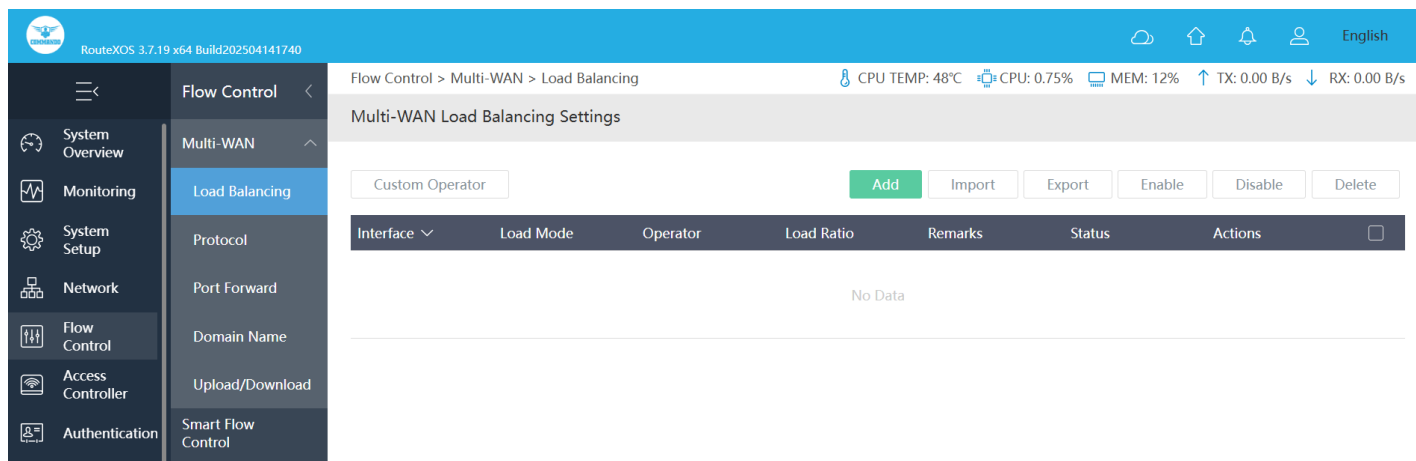 COMMANDO
RouteXOS 3.7.19 x64 Build202504141740
English
Flow Control
Flow Control > Multi-WAN > Load Balancing
CPU TEMP: 48℃ CPU: 0.75% MEM: 12% TX: 0.00 B/s RX: 0.00 B/s
Multi-WAN Load Balancing Settings
System
Overview
Monitoring
System
Setup
Network
Flow
Control
Access
Controller
Authentication
Multi-WAN
Load Balancing
Protocol
Port Forward
Domain Name
Upload/Download
Smart Flow
Control
Custom Operator Add Import Export Enable Disable Delete
Interface Load Mode Operator Load Ratio Remarks Status Actions
No Data